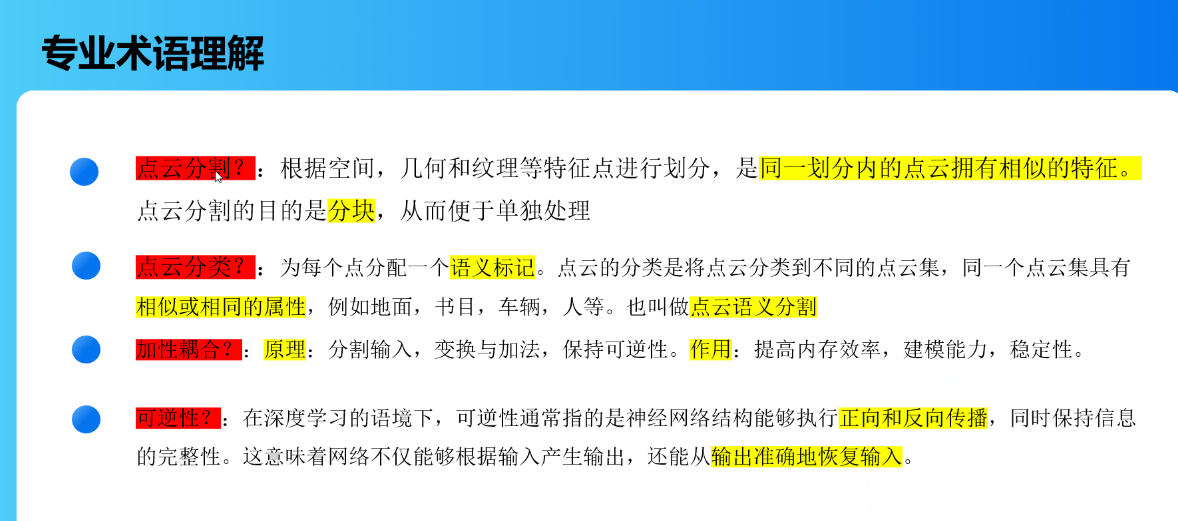 专业术语理解
点云分割?：根据空间，几何和纹理等特征点进行划分，是同一划分内的点云拥有相似的特征。
点云分割的目的是分块，从而便于单独处理
点云分类?：为每个点分配一个语义标记。点云的分类是将点云分类到不同的点云集，同一个点云集具有
相似或相同的属性，例如地面，书目，车辆，人等。也叫做点云语义分割
加性耦合?：原理：分割输入，变换与加法，保持可逆性。作用：提高内存效率，建模能力，稳定性。
可逆性?：在深度学习的语境下，可逆性通常指的是神经网络结构能够执行正向和反向传播，同时保持信息
的完整性。这意味着网络不仅能够根据输入产生输出，还能从输出准确地恢复输入。